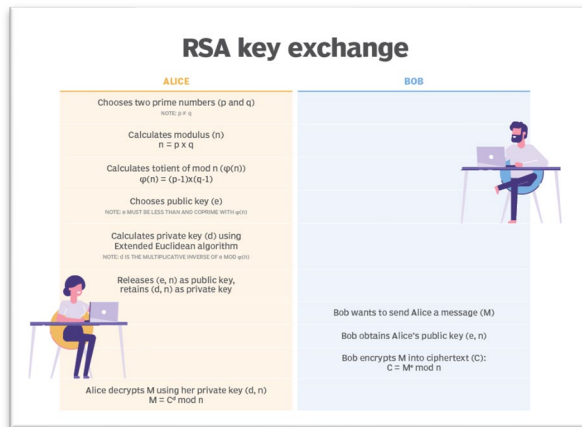 RSA key exchange
ALICE
Chooses two prime numbers (p and q)
NOTE: p ≠ q
Calculates modulus (n)
n = p x q
Calculates totient of mod n (φ(n))
φ(n) = (p-1)x(q-1)
Chooses public key (e)
NOTE: e MUST BE LESS THAN AND COPRIME WITH φ(n)
Calculates private key (d) using
Extended Euclidean algorithm
NOTE: d IS THE MULTIPLICATIVE INVERSE OF e MOD φ(n)
Releases (e, n) as public key,
retains (d, n) as private key
BOB
Bob wants to send Alice a message (M)
Bob obtains Alice's public key (e, n)
Bob encrypts M into ciphertext (C):
C = Mᵉ mod n
Alice decrypts M using her private key (d, n)
M = Cᵈ mod n